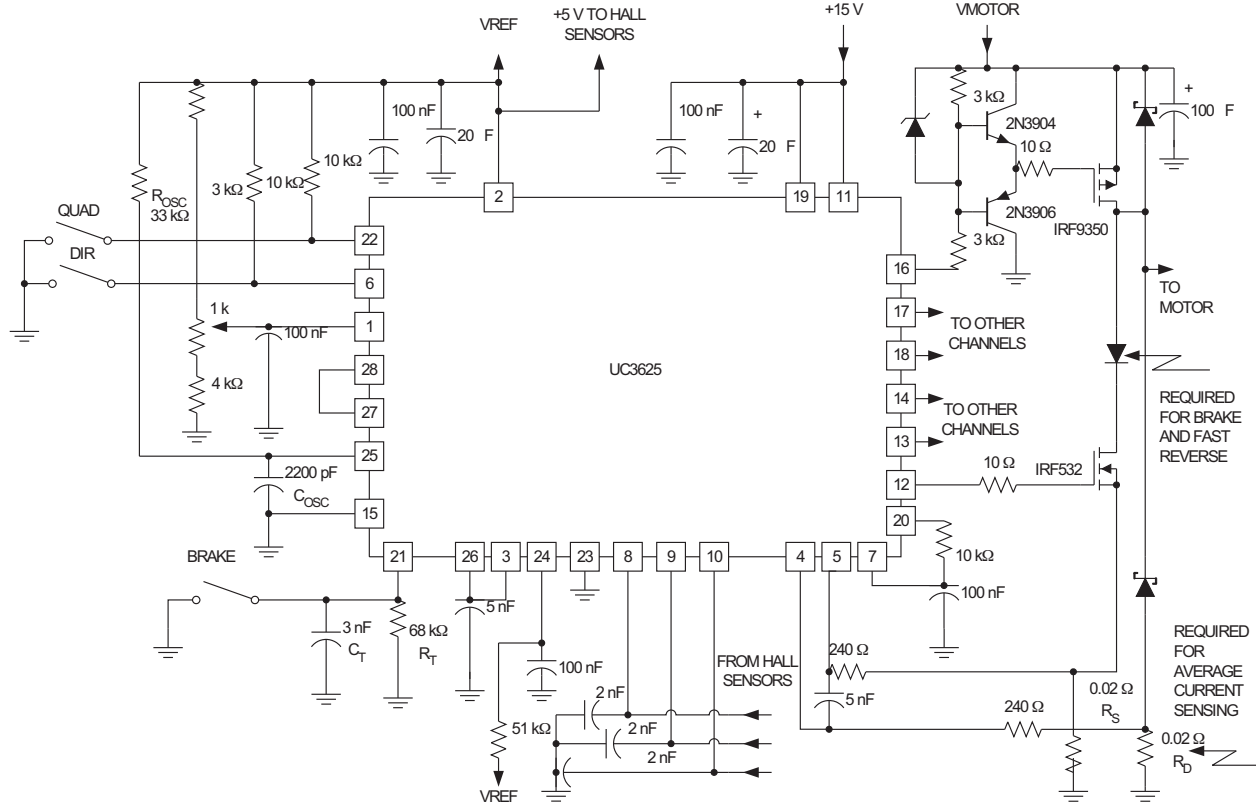 VREF
+5 V TO HALL
SENSORS
+15 V
VMOTOR
100 nF
20 F
10 kΩ
10 kΩ
3 kΩ
R_OSC
33 kΩ
100 nF
+
20 F
3 kΩ
2N3904
10 Ω
+
100 F
2N3906
3 kΩ
IRF9350
QUAD
DIR
2
19
11
22
6
1 k
100 nF
1
28
27
4 kΩ
25
2200 pF
C_OSC
15
UC3625
16
17
TO OTHER
CHANNELS
18
14
TO OTHER
CHANNELS
13
12
20
TO
MOTOR
REQUIRED
FOR BRAKE
AND FAST
REVERSE
10 Ω
IRF532
BRAKE
21
26
3
24
23
8
9
10
4
5
7
10 kΩ
100 nF
3 nF
C_T
68 kΩ
R_T
5 nF
100 nF
51 kΩ
VREF
2 nF
2 nF
2 nF
FROM HALL
SENSORS
240 Ω
5 nF
240 Ω
0.02 Ω
R_S
REQUIRED
FOR
AVERAGE
CURRENT
SENSING
0.02 Ω
R_D